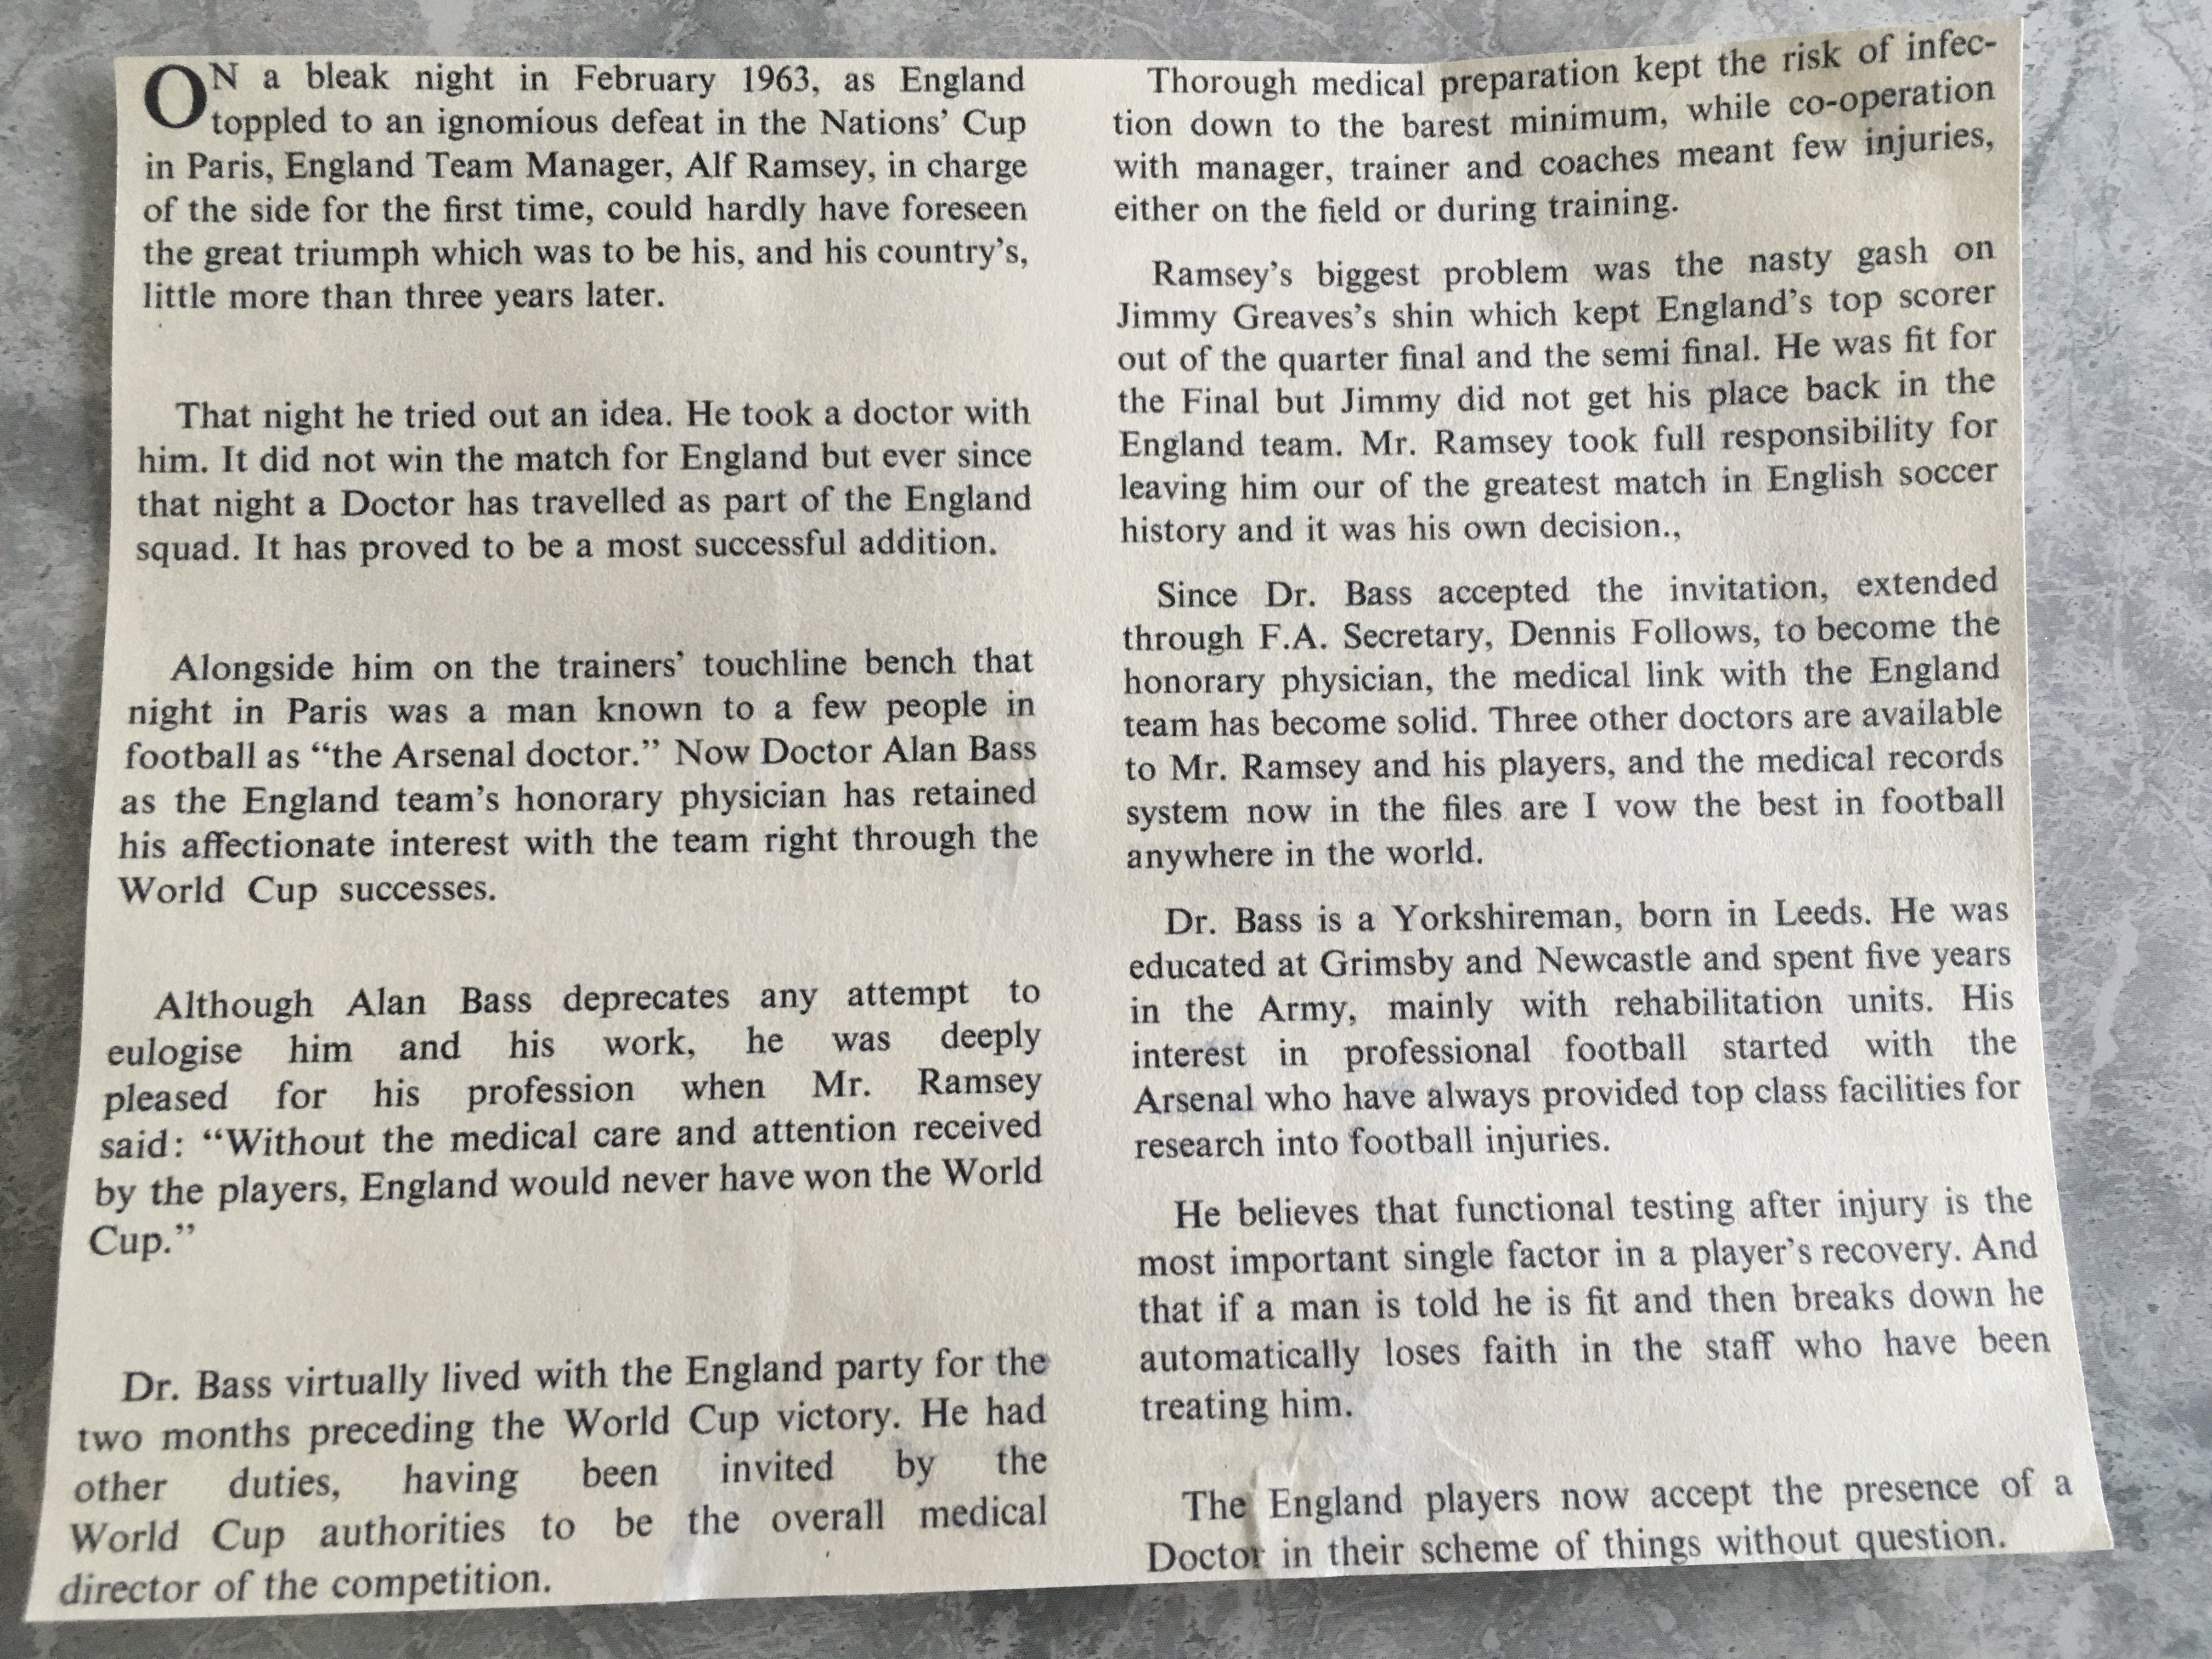 ON a bleak night in February 1963, as England
toppled to an ignomious defeat in the Nations' Cup
in Paris, England Team Manager, Alf Ramsey, in charge
of the side for the first time, could hardly have foreseen
the great triumph which was to be his, and his country's,
little more than three years later.
That night he tried out an idea. He took a doctor with
him. It did not win the match for England but ever since
that night a Doctor has travelled as part of the England
squad. It has proved to be a most successful addition.
Alongside him on the trainers' touchline bench that
night in Paris was a man known to a few people in
football as “the Arsenal doctor.” Now Doctor Alan Bass
as the England team's honorary physician has retained
his affectionate interest with the team right through the
World Cup successes.
Although Alan Bass deprecates any attempt to
eulogise him and his work, he was deeply
pleased for his profession when Mr. Ramsey
said: “Without the medical care and attention received
by the players, England would never have won the World
Cup.”
Dr. Bass virtually lived with the England party for the
two months preceding the World Cup victory. He had
other duties, having been invited by the
World Cup authorities to be the overall medical
director of the competition.
Thorough medical preparation kept the risk of infec-
tion down to the barest minimum, while co-operation
with manager, trainer and coaches meant few injuries,
either on the field or during training.
Ramsey's biggest problem was the nasty gash on
Jimmy Greaves's shin which kept England's top scorer
out of the quarter final and the semi final. He was fit for
the Final but Jimmy did not get his place back in the
England team. Mr. Ramsey took full responsibility for
leaving him our of the greatest match in English soccer
history and it was his own decision.,
Since Dr. Bass accepted the invitation, extended
through F.A. Secretary, Dennis Follows, to become the
honorary physician, the medical link with the England
team has become solid. Three other doctors are available
to Mr. Ramsey and his players, and the medical records
system now in the files are I vow the best in football
anywhere in the world.
Dr. Bass is a Yorkshireman, born in Leeds. He was
educated at Grimsby and Newcastle and spent five years
in the Army, mainly with rehabilitation units. His
interest in professional football started with the
Arsenal who have always provided top class facilities for
research into football injuries.
He believes that functional testing after injury is the
most important single factor in a player's recovery. And
that if a man is told he is fit and then breaks down he
automatically loses faith in the staff who have been
treating him.
The England players now accept the presence of a
Doctor in their scheme of things without question.